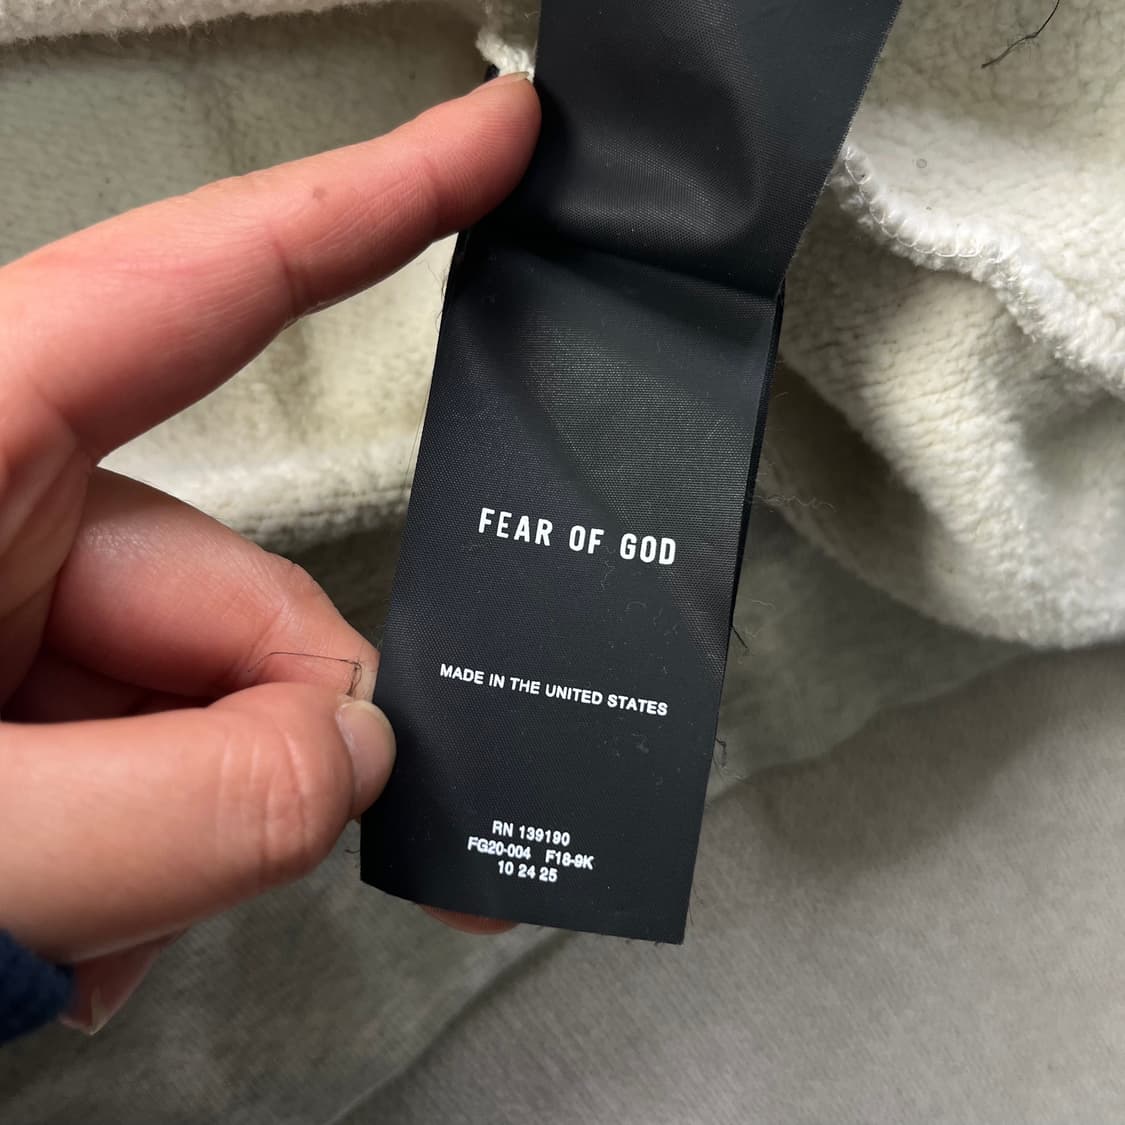 FEAR OF GOD
MADE IN THE UNITED STATES
RN 139190
FG20-004 F18-9K
10 24 25